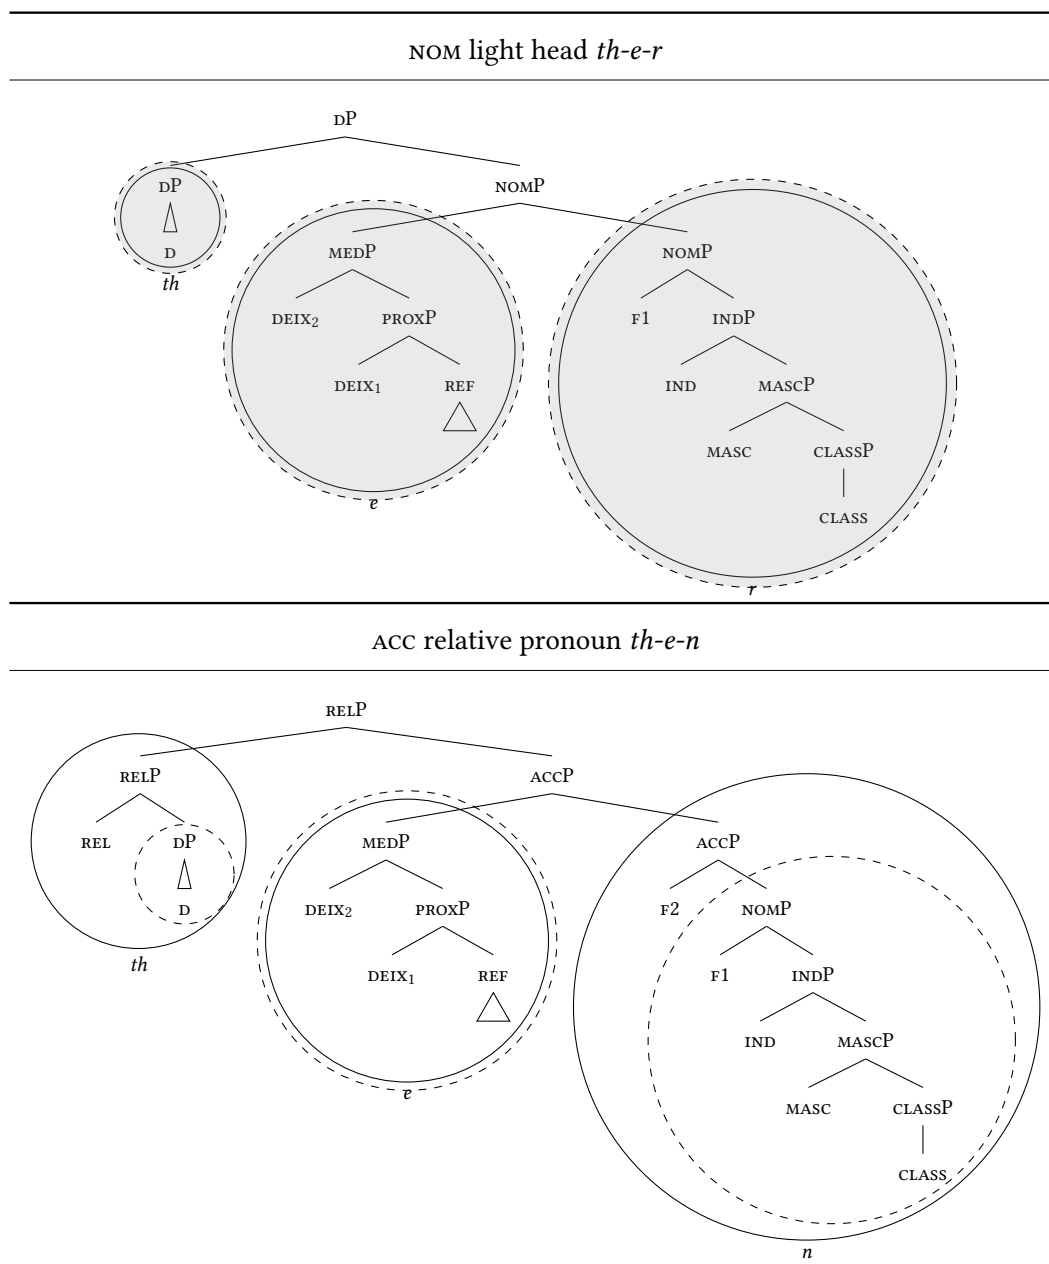 NOM light head th-e-r
DP
DP
NOMP
D
th
MEDP
NOMP
DEIX₂ PROXP
F1 INDP
DEIX₁ REF
IND MASCP
MASC CLASSP
e
CLASS
r
ACC relative pronoun th-e-n
RELP
RELP
ACCP
REL DP
MEDP
ACCP
D
DEIX₂ PROXP
F2 NOMP
th
DEIX₁ REF
F1 INDP
IND MASCP
e
MASC CLASSP
CLASS
n